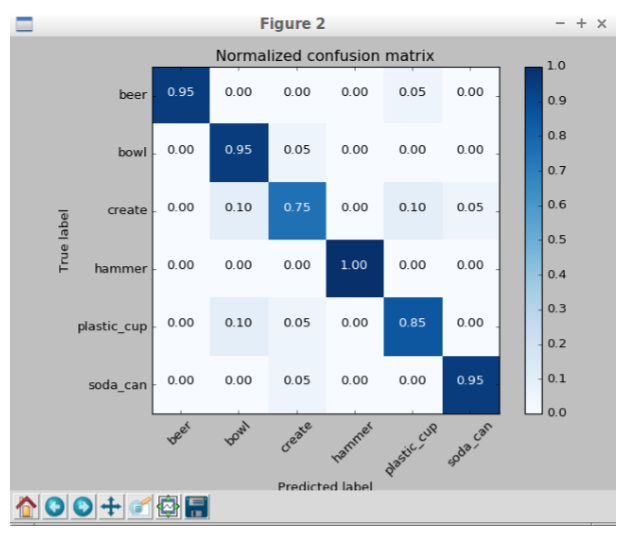 Figure 2
Normalized confusion matrix
beer 0.95 0.00 0.00 0.00 0.05 0.00
bowl 0.00 0.95 0.05 0.00 0.00 0.00
create 0.00 0.10 0.75 0.00 0.10 0.05
hammer 0.00 0.00 0.00 1.00 0.00 0.00
plastic_cup 0.00 0.10 0.05 0.00 0.85 0.00
soda_can 0.00 0.00 0.05 0.00 0.00 0.95
True label
beer bowl create hammer plastic_cup soda_can
Predicted label
1.0
0.9
0.8
0.7
0.6
0.5
0.4
0.3
0.2
0.1
0.0